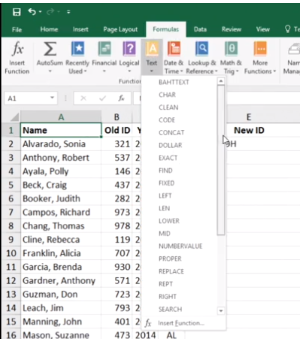 File Home Insert Page Layout Formulas Data Review View Te
Insert Function
AutoSum
Recently Used
Financial
Logical
Text
Date & Time
Lookup & Reference
Math & Trig
More Functions
Name Manag
Functio
A1
A B E
1 Name Old ID Y New ID
2 Alvarado, Sonia 321 2 9H
3 Anthony, Robert 537 2
4 Ayala, Polly 146 2
5 Beck, Craig 437 2
6 Booker, Judith 282 2
7 Campos, Richard 973 2
8 Chang, Thomas 978 2
9 Cline, Rebecca 119 2
10 Franklin, Alicia 707 2
11 Garcia, Brenda 930 2
12 Gardner, Anthony 571 2
13 Guzman, Don 723 2
14 Leach, Jim 793 2
15 Manning, John 401 2
16 Mason, Suzanne 473 2014 AL
BAHTTEXT
CHAR
CLEAN
CODE
CONCAT
DOLLAR
EXACT
FIND
FIXED
LEFT
LEN
LOWER
MID
NUMBERVALUE
PROPER
REPLACE
REPT
RIGHT
SEARCH
fx Insert Function...